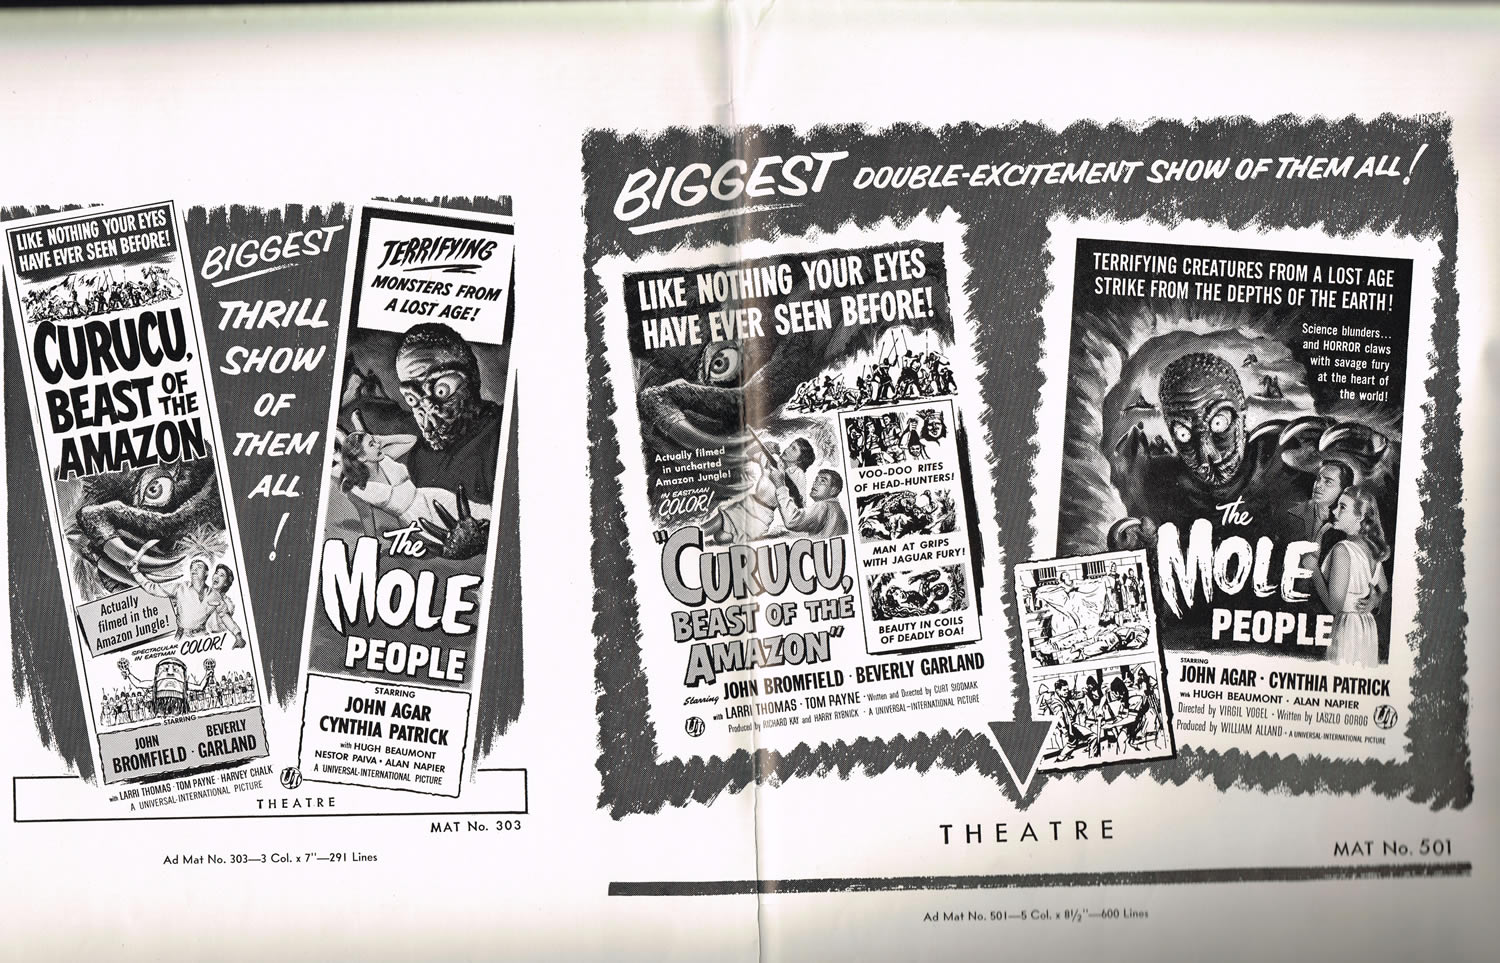 LIKE NOTHING YOUR EYES
HAVE EVER SEEN BEFORE!
CURUCU,
BEAST OF
THE
AMAZON
Actually
filmed in the
Amazon Jungle!
SPECTACULAR
IN EASTMAN COLOR!
STARRING
JOHN BEVERLY
BROMFIELD · GARLAND
with LARRI THOMAS · TOM PAYNE · HARVEY CHALK
A UNIVERSAL-INTERNATIONAL PICTURE
BIGGEST
THRILL
SHOW
OF
THEM
ALL
!
TERRIFYING
MONSTERS FROM
A LOST AGE!
The
MOLE
PEOPLE
STARRING
JOHN AGAR
CYNTHIA PATRICK
with HUGH BEAUMONT
NESTOR PAIVA · ALAN NAPIER
A UNIVERSAL-INTERNATIONAL PICTURE
UI
THEATRE
MAT No. 303
Ad Mat No. 303—3 Col. x 7"—291 Lines
BIGGEST DOUBLE-EXCITEMENT SHOW OF THEM ALL!
LIKE NOTHING YOUR EYES
HAVE EVER SEEN BEFORE!
Actually filmed
in uncharted
Amazon Jungle!
IN EASTMAN
COLOR!
VOO-DOO RITES
OF HEAD-HUNTERS!
MAN AT GRIPS
WITH JAGUAR FURY!
BEAUTY IN COILS
OF DEADLY BOA!
"CURUCU,
BEAST OF THE
AMAZON"
Starring JOHN BROMFIELD · BEVERLY GARLAND
with LARRI THOMAS · TOM PAYNE · Written and Directed by CURT SIODMAK
Produced by RICHARD KAY and HARRY RYBNICK · A UNIVERSAL-INTERNATIONAL PICTURE
UI
TERRIFYING CREATURES FROM A LOST AGE
STRIKE FROM THE DEPTHS OF THE EARTH!
Science blunders...
and HORROR claws
with savage fury
at the heart of
the world!
The
MOLE
PEOPLE
STARRING
JOHN AGAR · CYNTHIA PATRICK
with HUGH BEAUMONT · ALAN NAPIER
Directed by VIRGIL VOGEL · Written by LASZLO GOROG
Produced by WILLIAM ALLAND · A UNIVERSAL-INTERNATIONAL PICTURE
UI
THEATRE
MAT No. 501
Ad Mat No. 501—5 Col. x 8½"—600 Lines